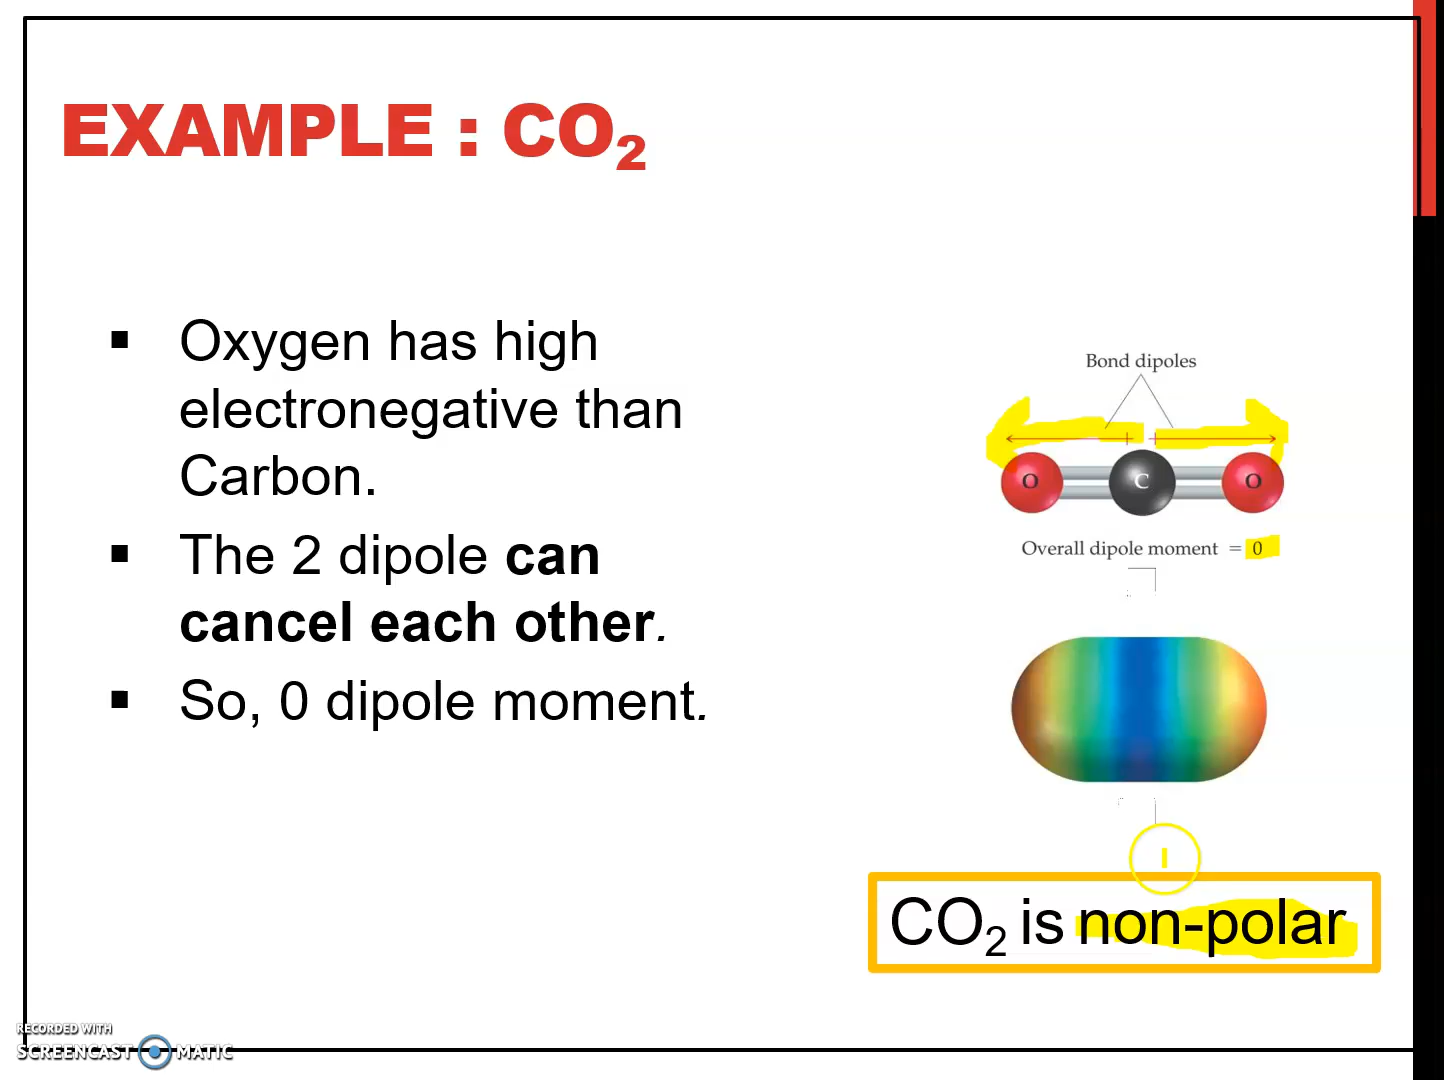 EXAMPLE : CO₂
▪ Oxygen has high
electronegative than
Carbon.
▪ The 2 dipole can
cancel each other.
▪ So, 0 dipole moment.
Bond dipoles
O C O
Overall dipole moment = 0
CO₂ is non-polar
RECORDED WITH
SCREENCAST MATIC